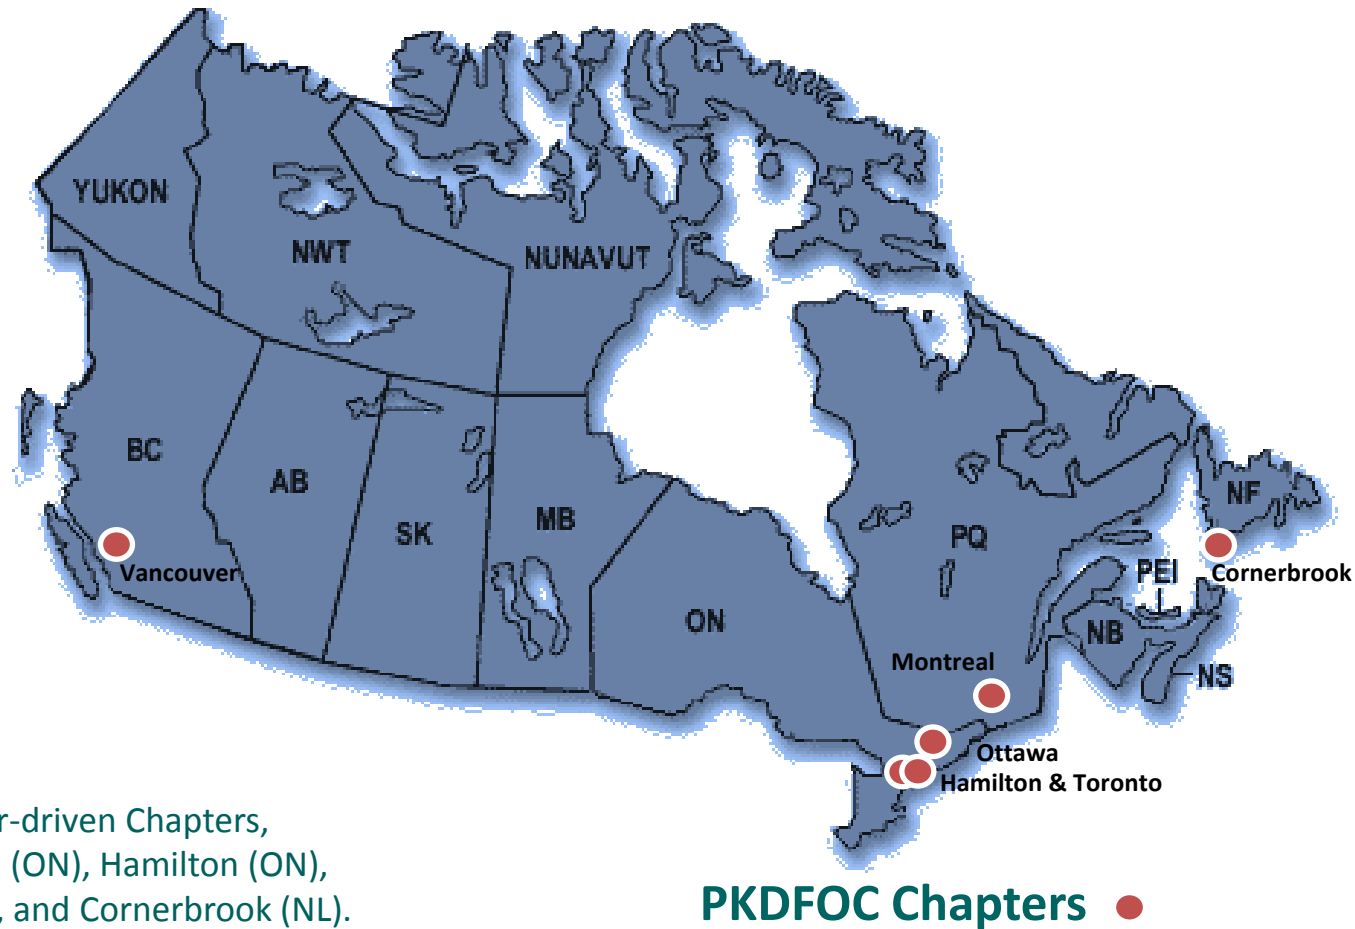 YUKON
NWT
NUNAVUT
BC
AB
SK
MB
ON
PQ
NF
PEI
NB
NS
Vancouver
Cornerbrook
Montreal
Ottawa
Hamilton & Toronto
r-driven Chapters,
(ON), Hamilton (ON),
, and Cornerbrook (NL).
PKDFOC Chapters